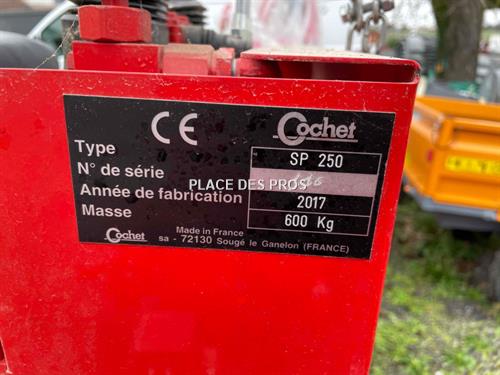 CE Cochet
Type SP 250
N° de série
PLACE DES PROS
Année de fabrication 2017
Masse 600 Kg
Made in France
Cochet sa - 72130 Sougé le Ganelon (FRANCE)